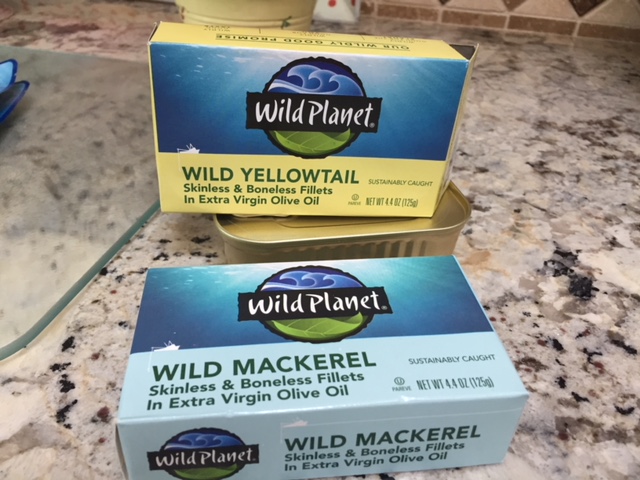 OUR WILDLY GOOD PROMISE
Wild Planet®
WILD YELLOWTAIL
SUSTAINABLY CAUGHT
Skinless & Boneless Fillets
In Extra Virgin Olive Oil
PAREVE
NET WT 4.4 OZ (125g)
Wild Planet®
WILD MACKEREL
SUSTAINABLY CAUGHT
Skinless & Boneless Fillets
In Extra Virgin Olive Oil
PAREVE
NET WT 4.4 OZ (125g)
Wild Planet®
WILD MACKEREL
Skinless & Boneless Fillets
In Extra Virgin Olive Oil